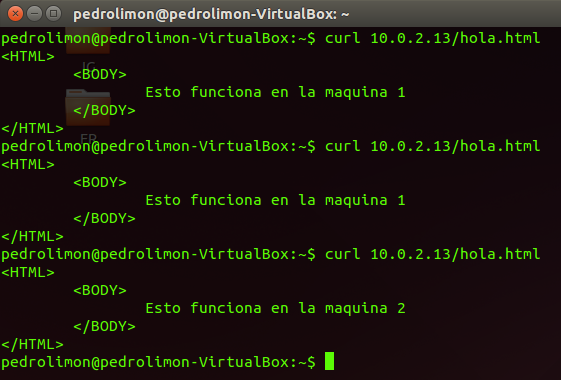 pedrolimon@pedrolimon-VirtualBox: ~
pedrolimon@pedrolimon-VirtualBox:~$ curl 10.0.2.13/hola.html
<HTML>
<BODY>
Esto funciona en la maquina 1
</BODY>
</HTML>
pedrolimon@pedrolimon-VirtualBox:~$ curl 10.0.2.13/hola.html
<HTML>
<BODY>
Esto funciona en la maquina 1
</BODY>
</HTML>
pedrolimon@pedrolimon-VirtualBox:~$ curl 10.0.2.13/hola.html
<HTML>
<BODY>
Esto funciona en la maquina 2
</BODY>
</HTML>
pedrolimon@pedrolimon-VirtualBox:~$